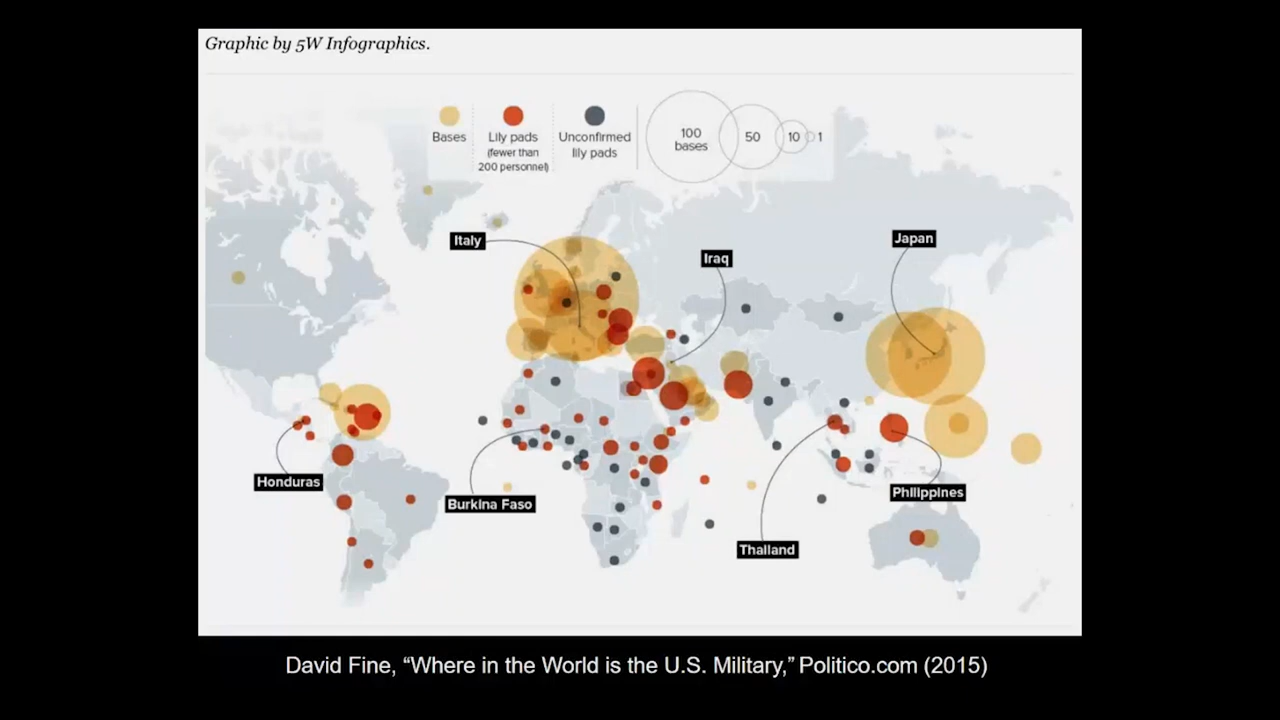 Graphic by 5W Infographics.
Bases
Lily pads
(fewer than
200 personnel)
Unconfirmed
lily pads
100
bases
50
10
1
Italy
Iraq
Japan
Honduras
Burkina Faso
Thailand
Philippines
David Fine, “Where in the World is the U.S. Military,” Politico.com (2015)